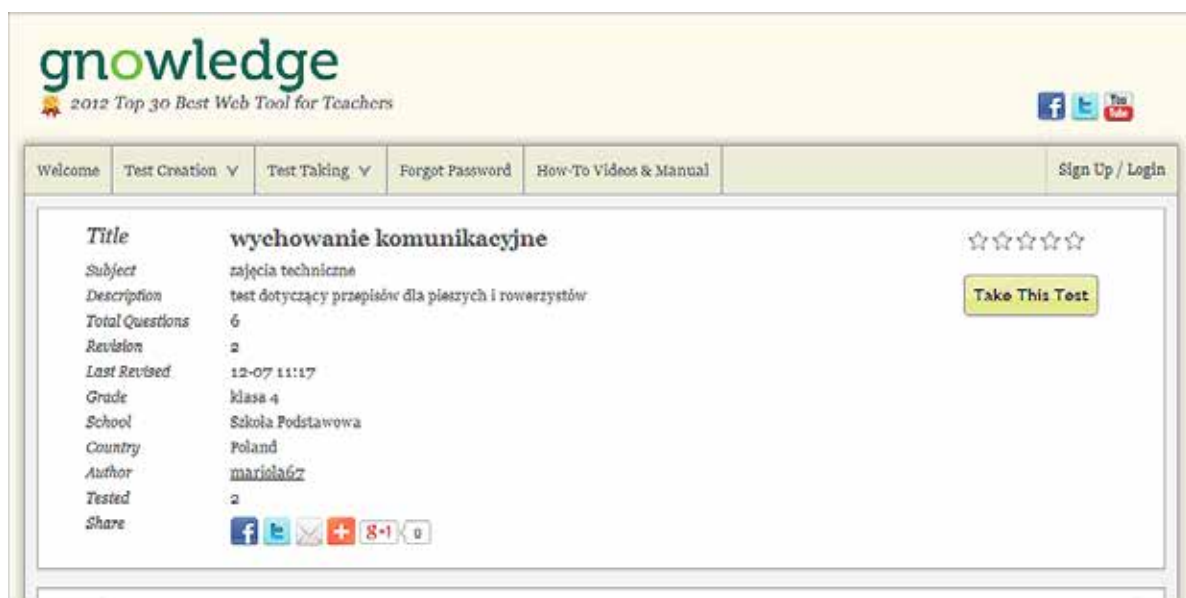 gnowledge
2012 Top 30 Best Web Tool for Teachers
You Tube
Welcome Test Creation V Test Taking V Forgot Password How-To Videos & Manual Sign Up / Login
Title wychowanie komunikacyjne
Subject zajęcia techniczne
Take This Test
Description test dotyczący przepisów dla pieszych i rowerzystów
Total Questions 6
Revision 2
Last Revised 12-07 11:17
Grade klasa 4
School Szkoła Podstawowa
Country Poland
Author mariola67
Tested 2
Share f t g+1 0